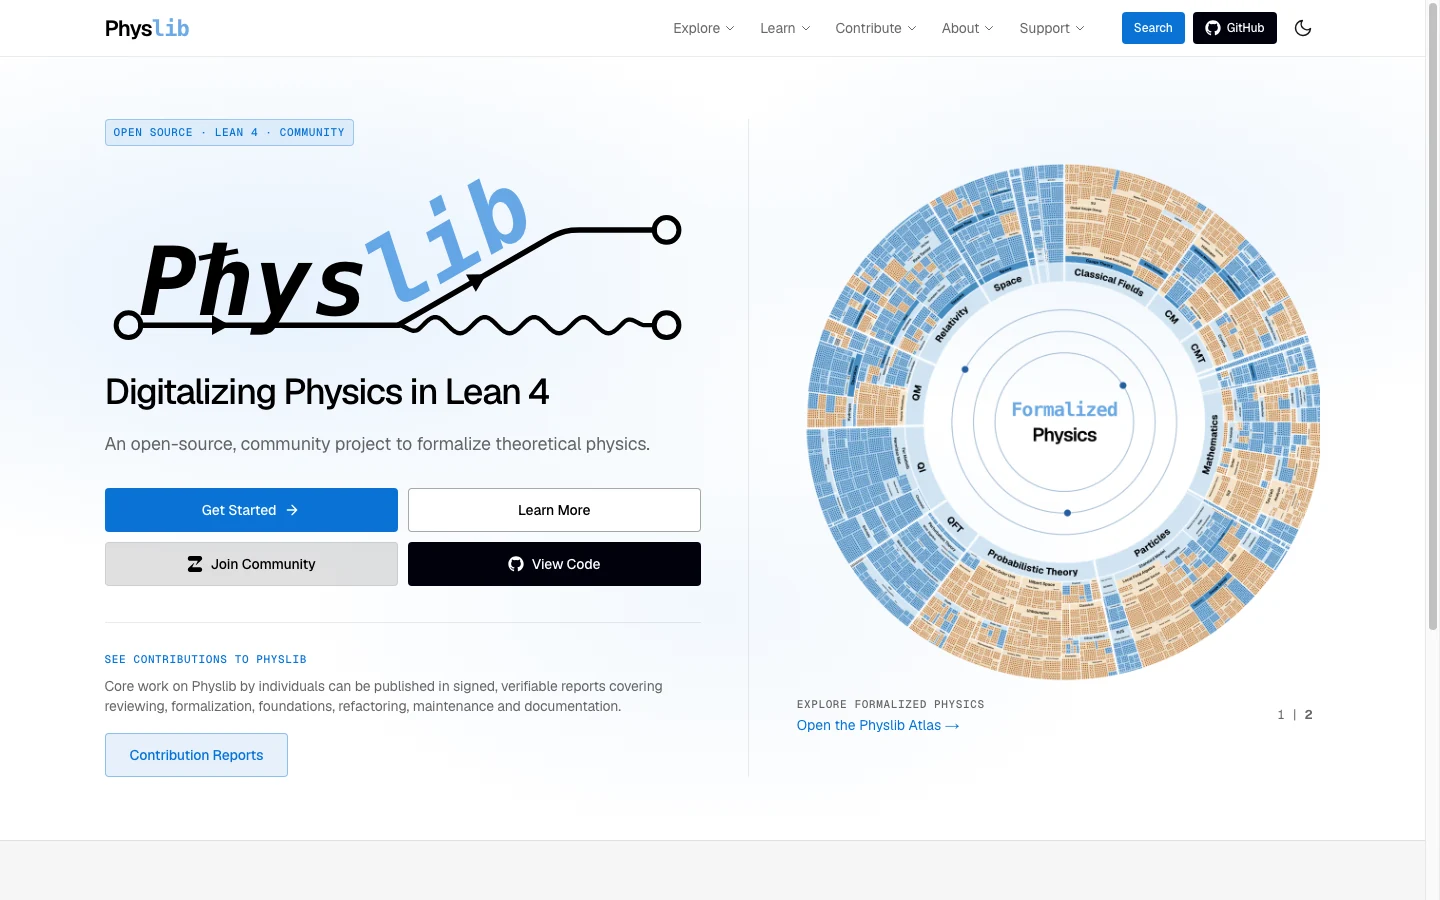 Physlib
Explore
Learn
Contribute
About
Support
Search
GitHub
OPEN SOURCE · LEAN 4 · COMMUNITY
Physlib
Digitalizing Physics in Lean 4
An open-source, community project to formalize theoretical physics.
Get Started →
Learn More
Join Community
View Code
SEE CONTRIBUTIONS TO PHYSLIB
Core work on Physlib by individuals can be published in signed, verifiable reports covering
reviewing, formalization, foundations, refactoring, maintenance and documentation.
Contribution Reports
Space
Classical Fields
CM
CMT
Mathematics
Particles
Probabilistic Theory
QFT
QI
QM
Relativity
Formalized
Physics
EXPLORE FORMALIZED PHYSICS
Open the Physlib Atlas →
1 | 2